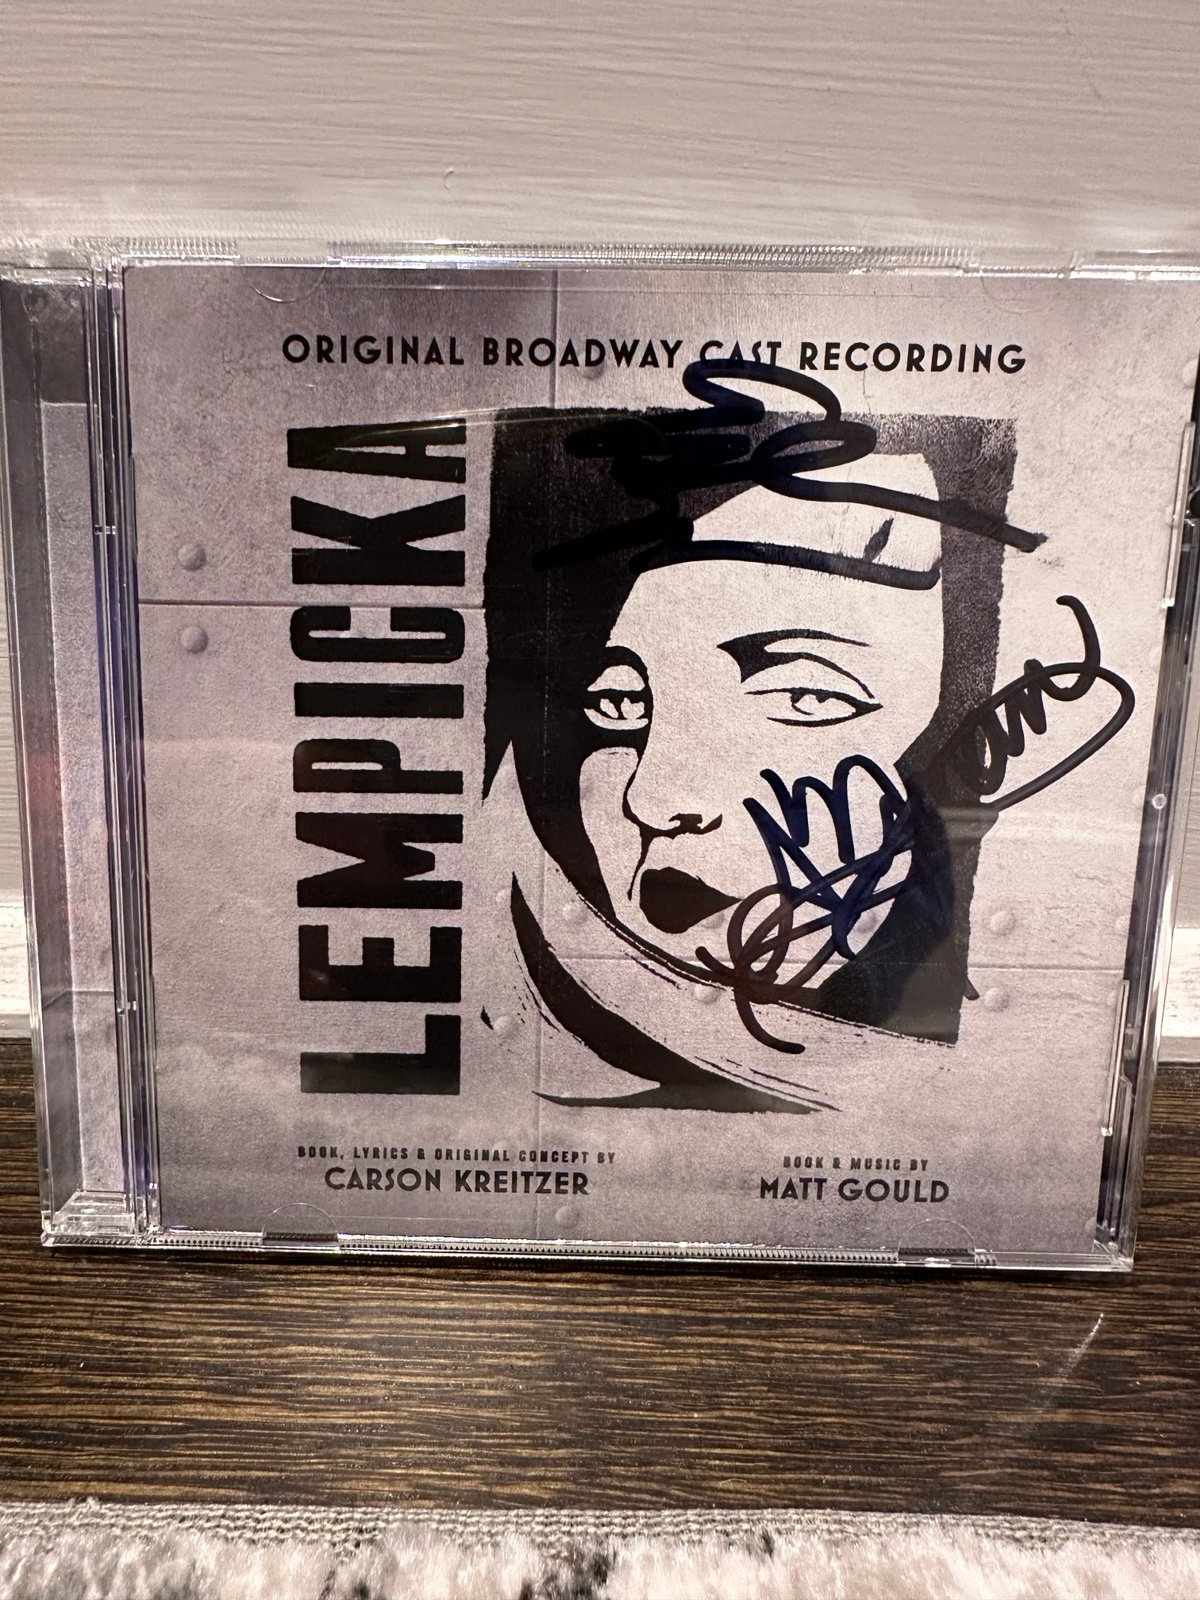 ORIGINAL BROADWAY CAST RECORDING
LEMPICKA
BOOK, LYRICS & ORIGINAL CONCEPT BY
CARSON KREITZER
BOOK & MUSIC BY
MATT GOULD